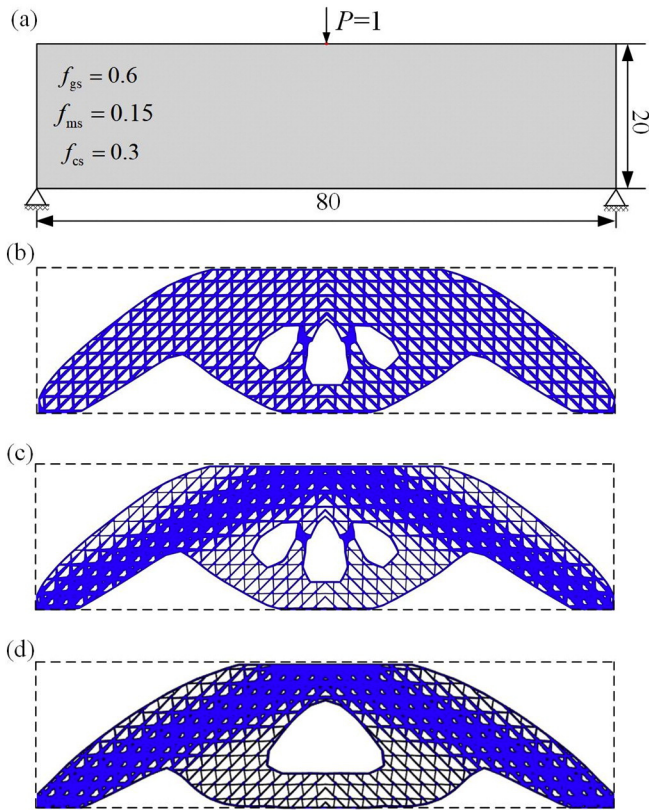 (a)
P=1
f_gs = 0.6
f_ms = 0.15
f_cs = 0.3
20
80
(b)
(c)
(d)